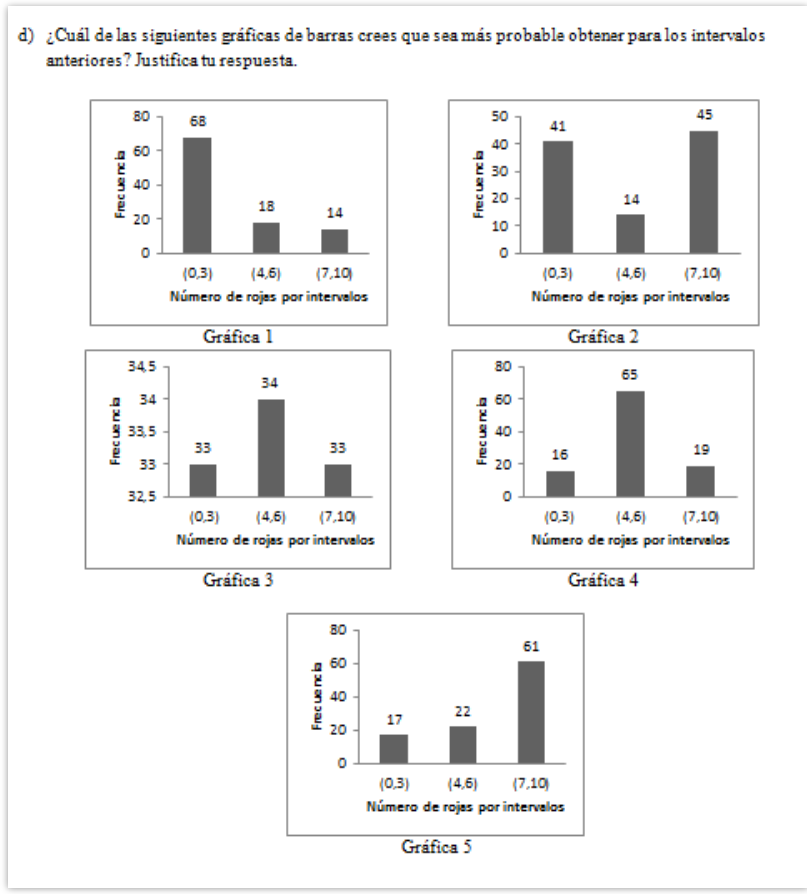 d) ¿Cuál de las siguientes gráficas de barras crees que sea más probable obtener para los intervalos
anteriores? Justifica tu respuesta.
80
60
40
20
0
Frecuencia
68
18
14
(0,3) (4,6) (7,10)
Número de rojas por intervalos
Gráfica 1
50
40
30
20
10
0
Frecuencia
41
14
45
(0,3) (4,6) (7,10)
Número de rojas por intervalos
Gráfica 2
34,5
34
33,5
33
32,5
Frecuencia
33
34
33
(0,3) (4,6) (7,10)
Número de rojas por intervalos
Gráfica 3
80
60
40
20
0
Frecuencia
16
65
19
(0,3) (4,6) (7,10)
Número de rojas por intervalos
Gráfica 4
80
60
40
20
0
Frecuencia
17
22
61
(0,3) (4,6) (7,10)
Número de rojas por intervalos
Gráfica 5